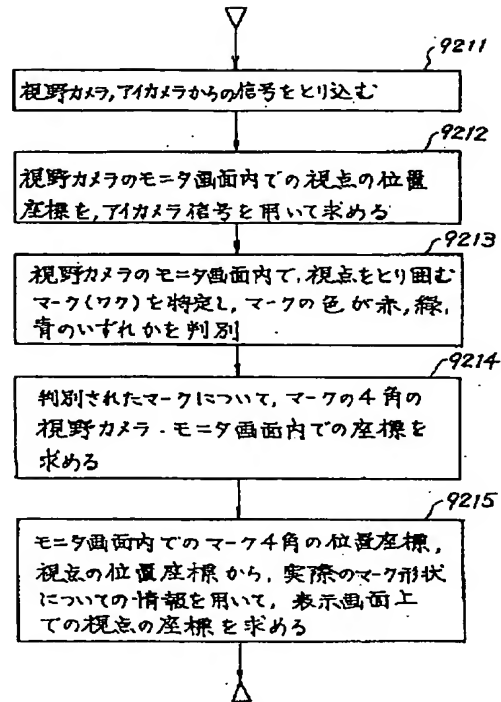 9211
視野カメラ,アイカメラからの信号をとり込む
9212
視野カメラのモニタ画面内での視点の位置
座標を,アイカメラ信号を用いて求める
9213
視野カメラのモニタ画面内で,視点をとり囲む
マーク(ワク)を特定し,マークの色が赤,緑,
青のいずれかを判別
9214
判別されたマークについて,マークの4角の
視野カメラ・モニタ画面内での座標を
求める
9215
モニタ画面内でのマーク4角の位置座標,
視点の位置座標から,実際のマーク形状
についての情報を用いて,表示画面上
での視点の座標を求める